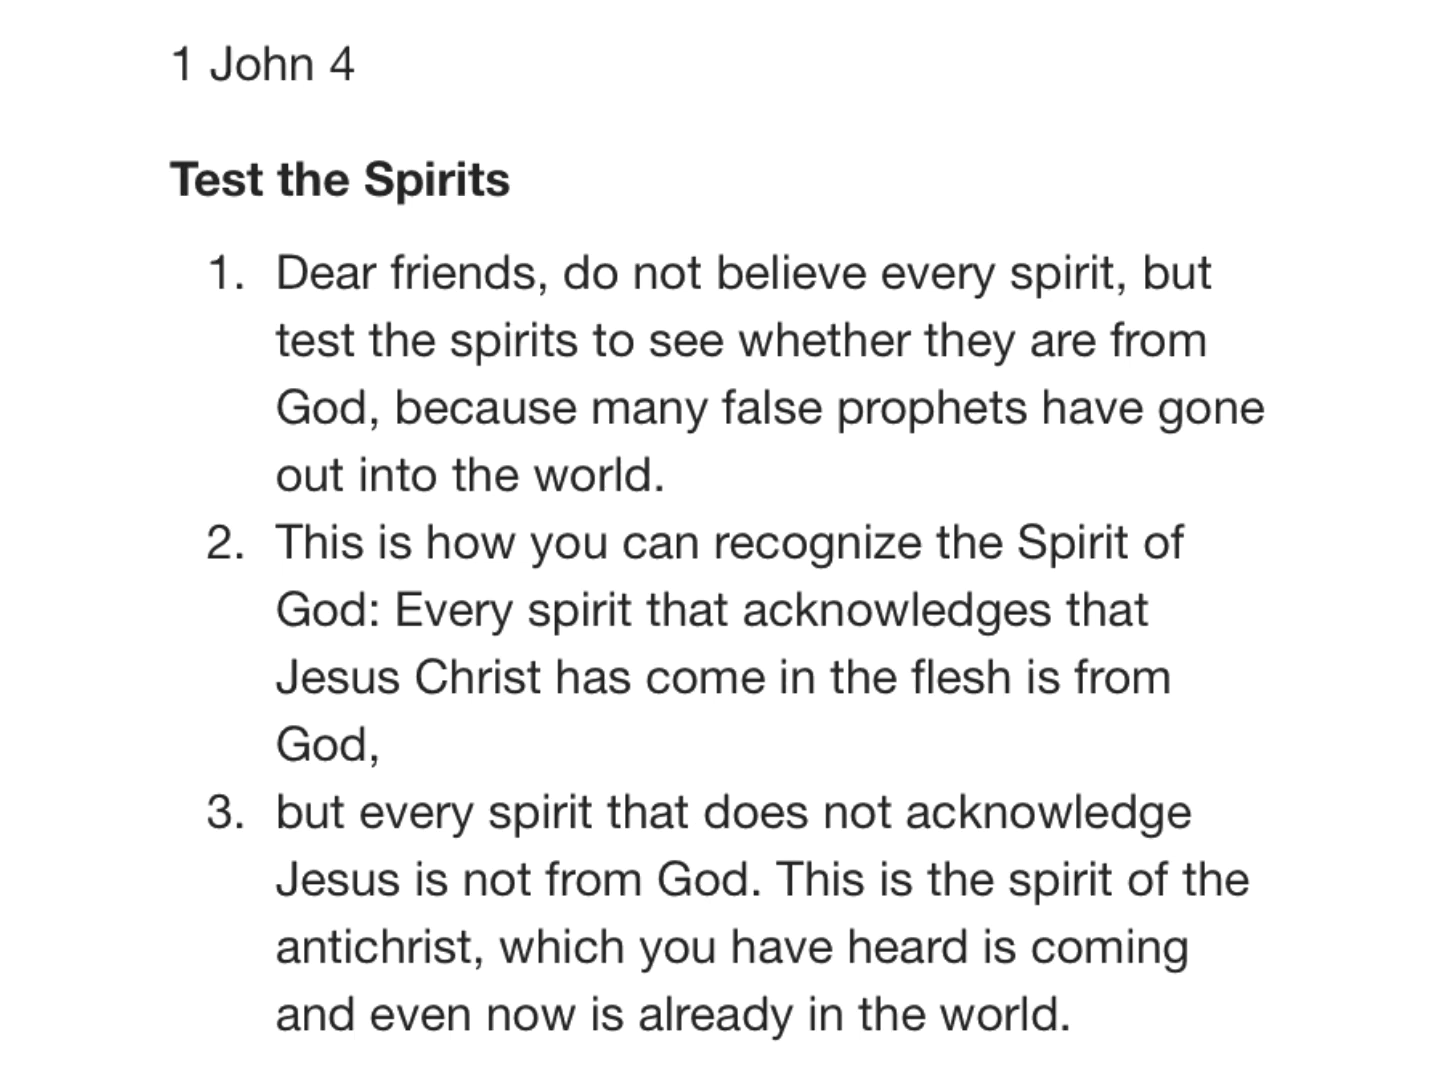 1 John 4
Test the Spirits
1. Dear friends, do not believe every spirit, but
test the spirits to see whether they are from
God, because many false prophets have gone
out into the world.
2. This is how you can recognize the Spirit of
God: Every spirit that acknowledges that
Jesus Christ has come in the flesh is from
God,
3. but every spirit that does not acknowledge
Jesus is not from God. This is the spirit of the
antichrist, which you have heard is coming
and even now is already in the world.